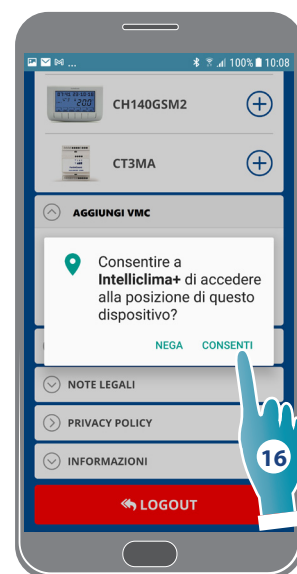 ... 100% 10:08
CH140GSM2
CT3MA
AGGIUNGI VMC
Consentire a
Intelliclima+ di accedere
alla posizione di questo
dispositivo?
NEGA CONSENTI
NOTE LEGALI
PRIVACY POLICY
INFORMAZIONI
16
LOGOUT